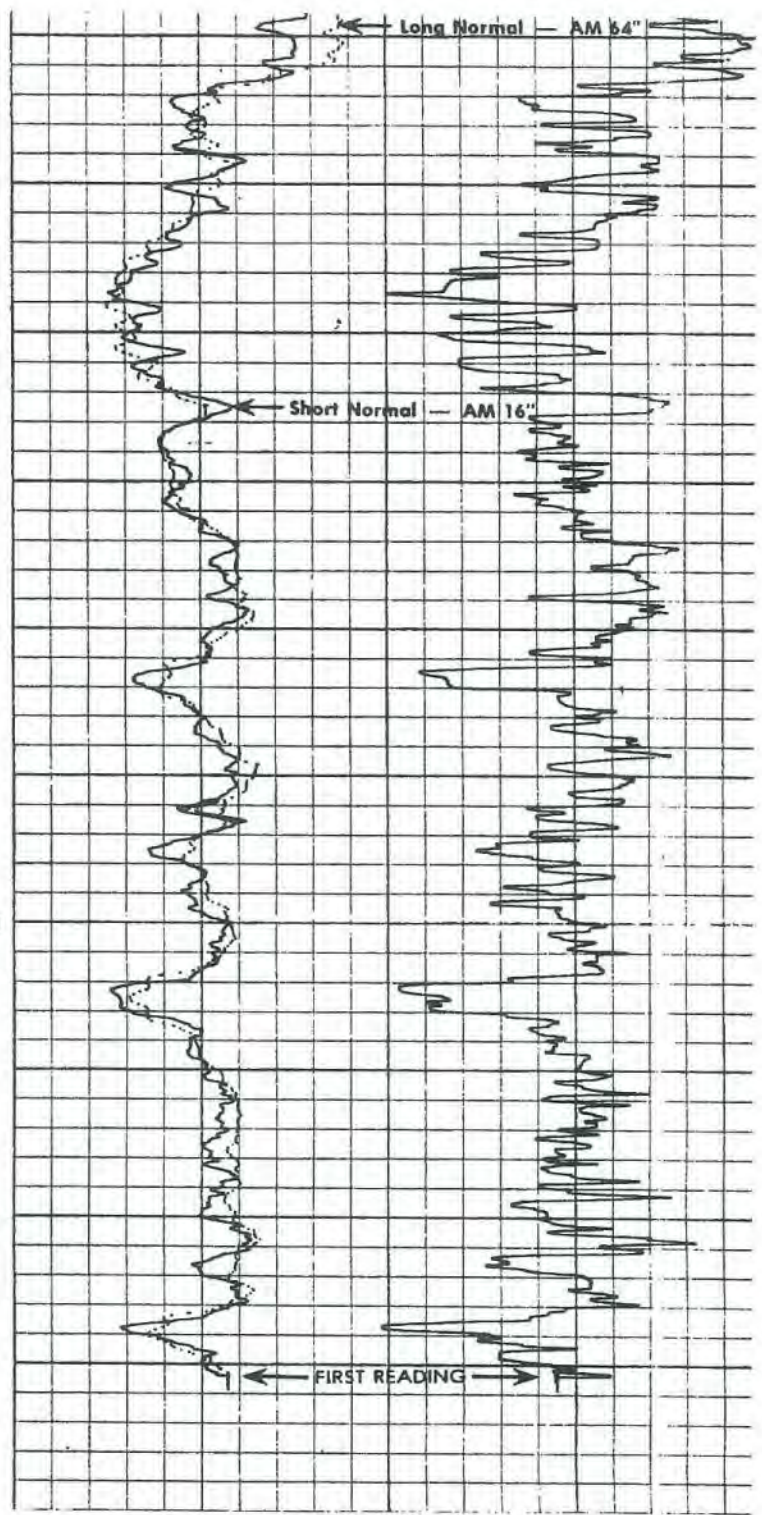 Long Normal — AM 64"
Short Normal — AM 16"
FIRST READING